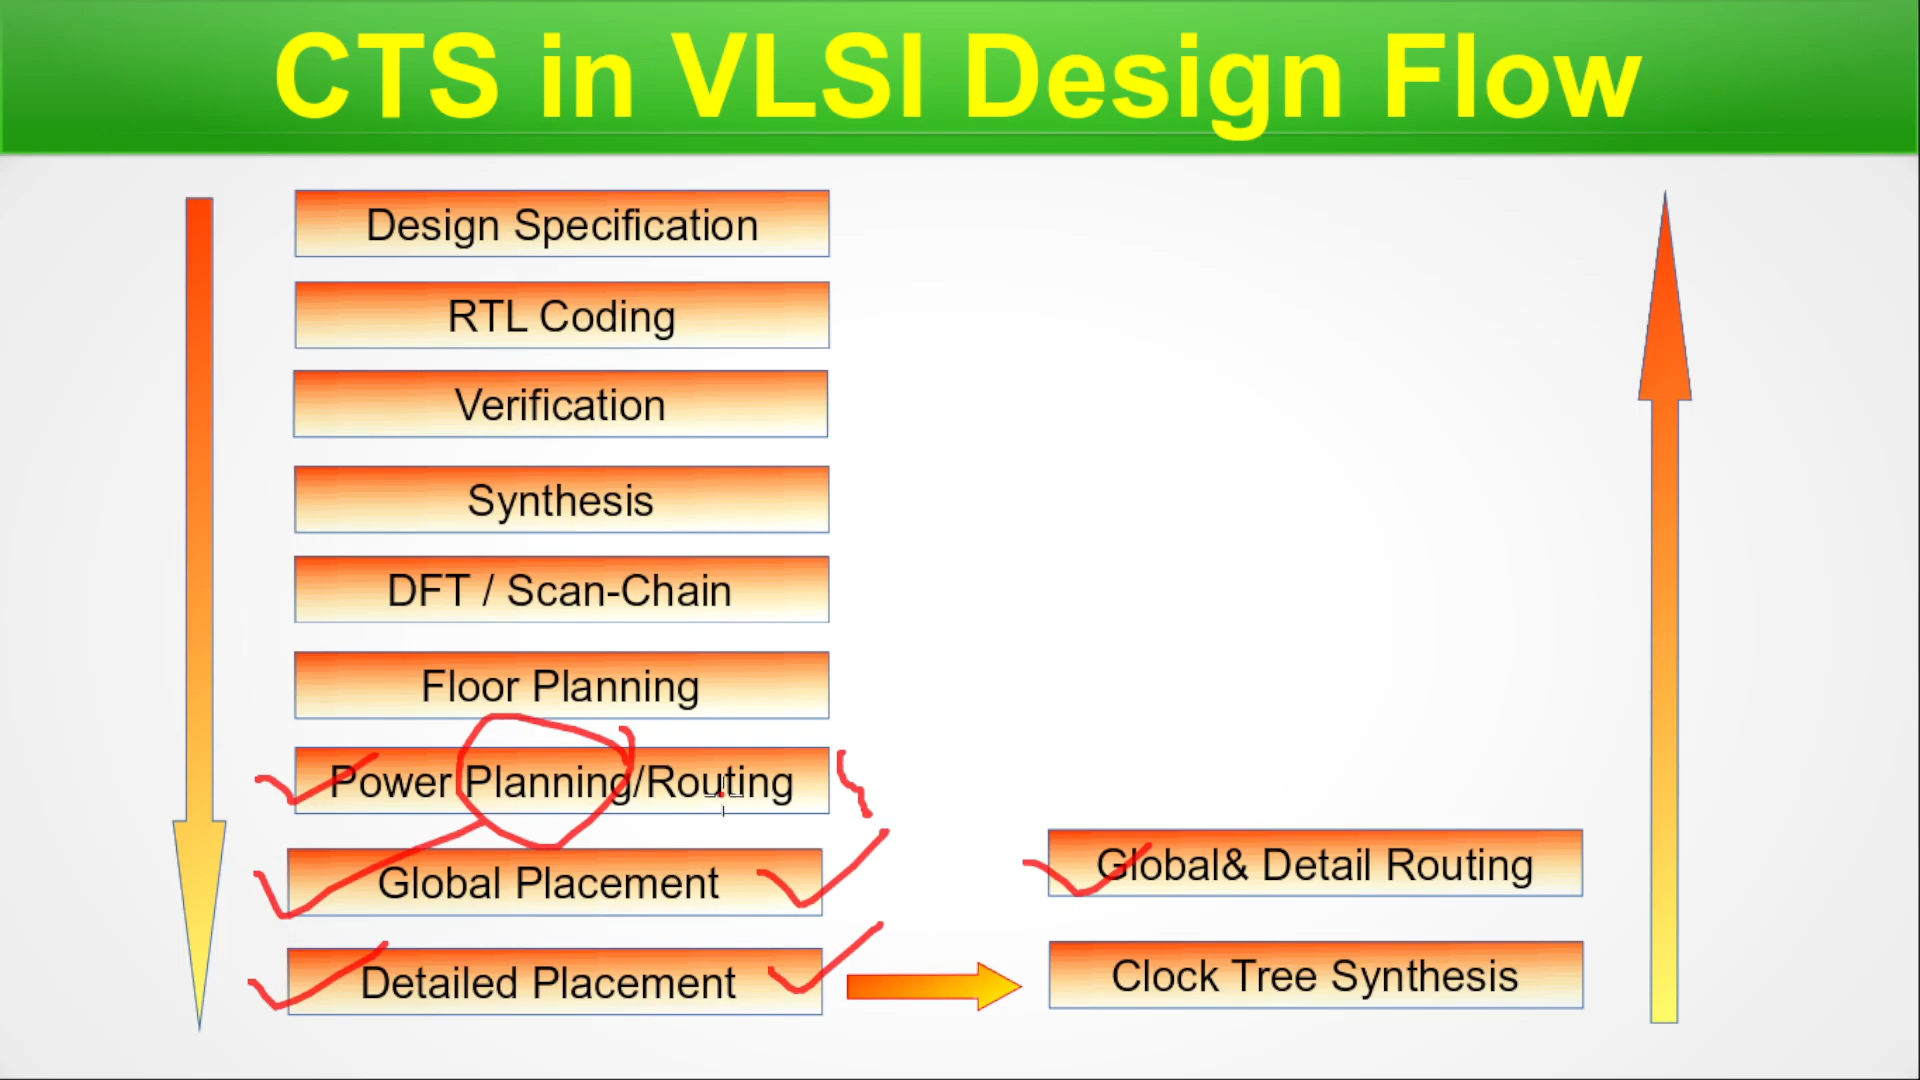 CTS in VLSI Design Flow
Design Specification
RTL Coding
Verification
Synthesis
DFT / Scan-Chain
Floor Planning
Power Planning/Routing
Global Placement
Detailed Placement
Global& Detail Routing
Clock Tree Synthesis